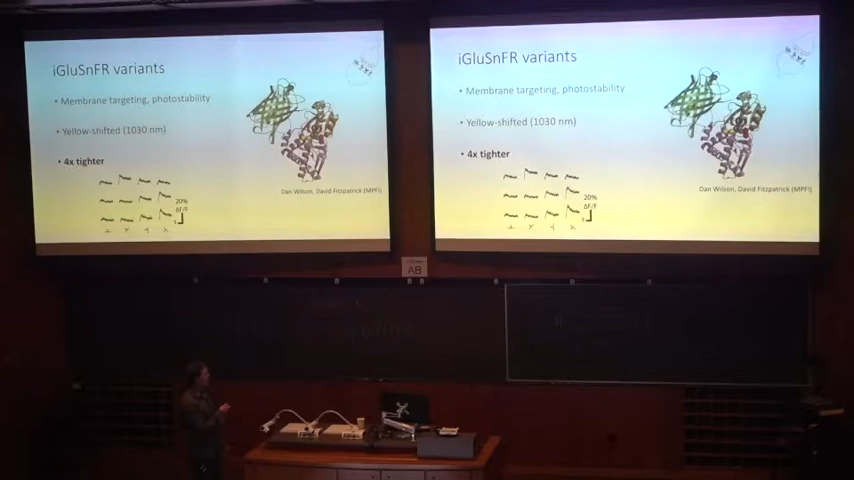 iGluSnFR variants
• Membrane targeting, photostability
• Yellow-shifted (1030 nm)
• 4x tighter
20%
ΔF/F
Dan Wilson, David Fitzpatrick (MPFI)
iGluSnFR variants
• Membrane targeting, photostability
• Yellow-shifted (1030 nm)
• 4x tighter
20%
ΔF/F
Dan Wilson, David Fitzpatrick (MPFI)
AB